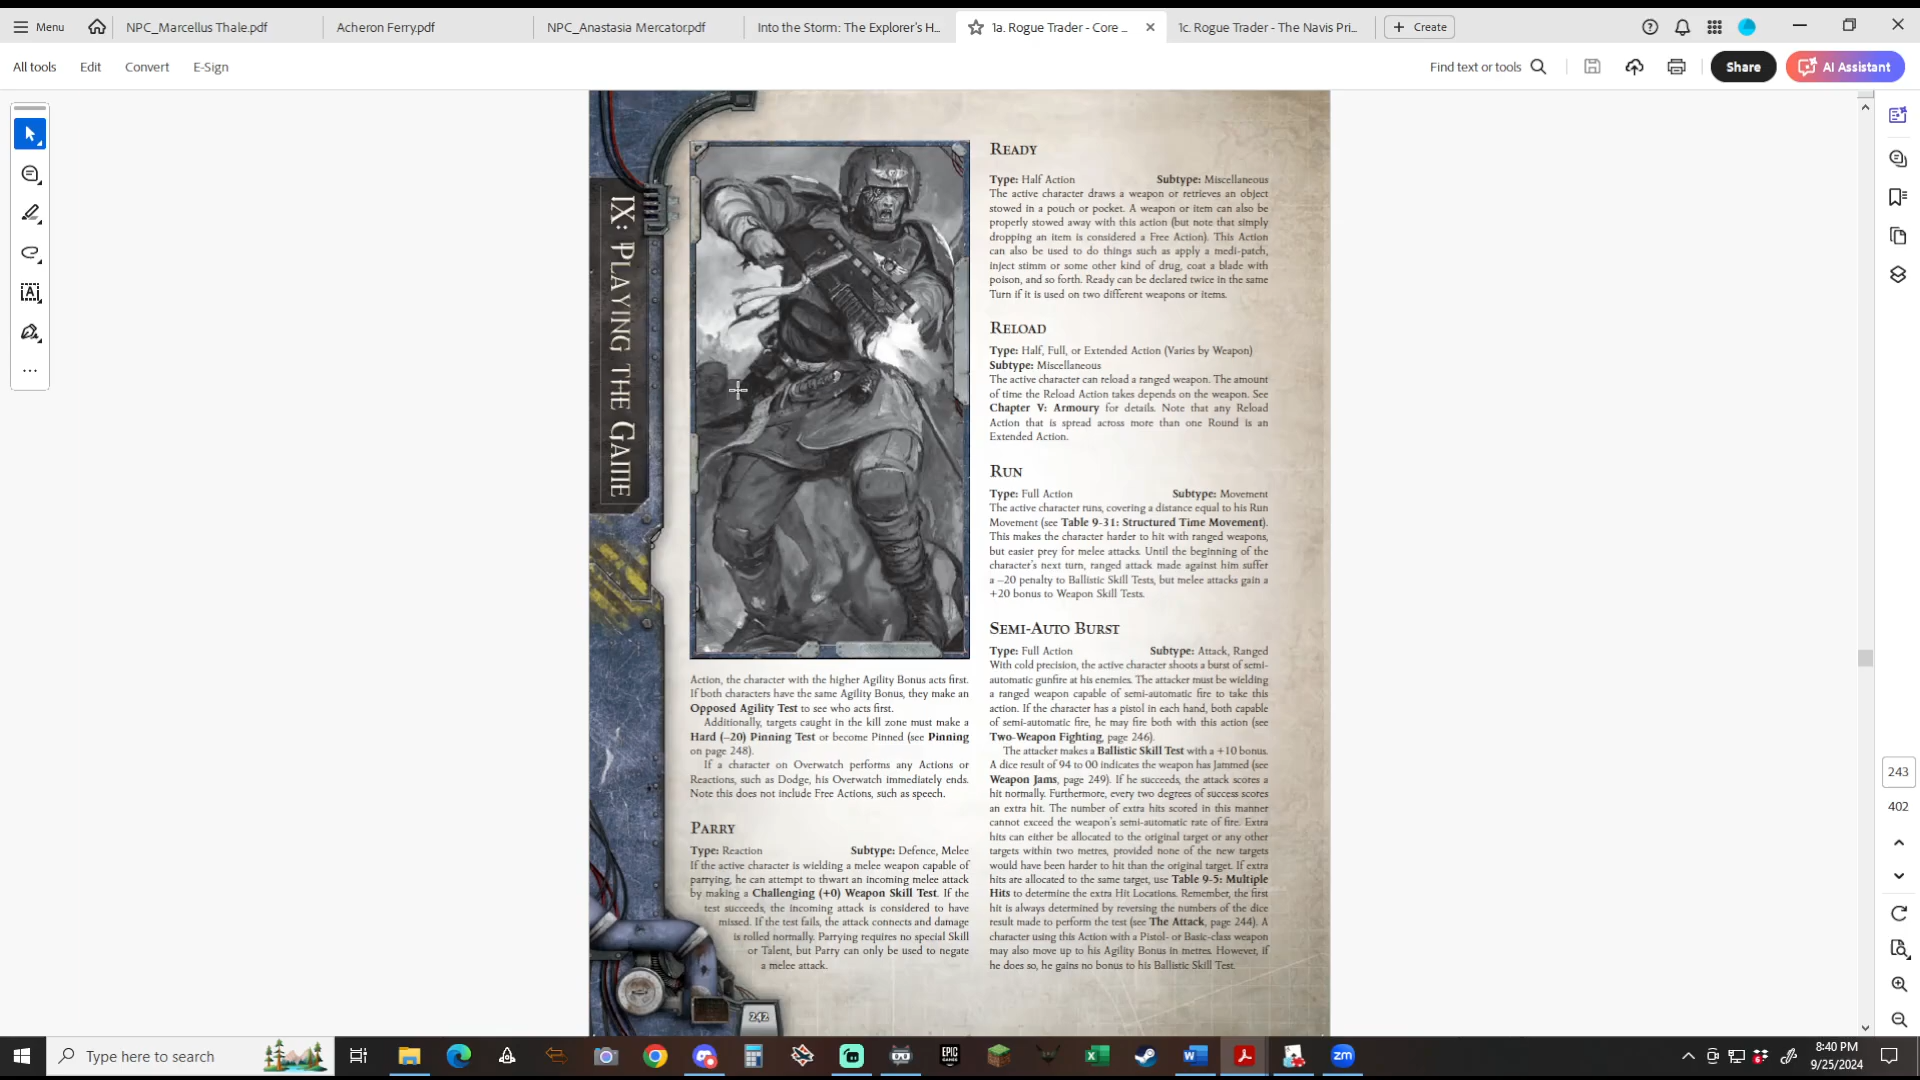 Menu
NPC_Marcellus Thale.pdf
Acheron Ferry.pdf
NPC_Anastasia Mercator.pdf
Into the Storm: The Explorer's H...
1a. Rogue Trader - Core ...
1c. Rogue Trader - The Navis Pri...
+ Create
All tools
Edit
Convert
E-Sign
Find text or tools
Share
AI Assistant
IX: Playing the Game
Action, the character with the higher Agility Bonus acts first.
If both characters have the same Agility Bonus, they make an
Opposed Agility Test to see who acts first.
Additionally, targets caught in the kill zone must make a
Hard (–20) Pinning Test or become Pinned (see Pinning
on page 248).
If a character on Overwatch performs any Actions or
Reactions, such as Dodge, his Overwatch immediately ends.
Note this does not include Free Actions, such as speech.
Parry
Type: Reaction Subtype: Defence, Melee
If the active character is wielding a melee weapon capable of
parrying, he can attempt to thwart an incoming melee attack
by making a Challenging (+0) Weapon Skill Test. If the
test succeeds, the incoming attack is considered to have
missed. If the test fails, the attack connects and damage
is rolled normally. Parrying requires no special Skill
or Talent, but Parry can only be used to negate
a melee attack.
242
Ready
Type: Half Action Subtype: Miscellaneous
The active character draws a weapon or retrieves an object
stowed in a pouch or pocket. A weapon or item can also be
properly stowed away with this action (but note that simply
dropping an item is considered a Free Action). This Action
can also be used to do things such as apply a medi-patch,
inject stimm or some other kind of drug, coat a blade with
poison, and so forth. Ready can be declared twice in the same
Turn if it is used on two different weapons or items.
Reload
Type: Half, Full, or Extended Action (Varies by Weapon)
Subtype: Miscellaneous
The active character can reload a ranged weapon. The amount
of time the Reload Action takes depends on the weapon. See
Chapter V: Armoury for details. Note that any Reload
Action that is spread across more than one Round is an
Extended Action.
Run
Type: Full Action Subtype: Movement
The active character runs, covering a distance equal to his Run
Movement (see Table 9-31: Structured Time Movement).
This makes the character harder to hit with ranged weapons,
but easier prey for melee attacks. Until the beginning of the
character's next turn, ranged attack made against him suffer
a –20 penalty to Ballistic Skill Tests, but melee attacks gain a
+20 bonus to Weapon Skill Tests.
Semi-Auto Burst
Type: Full Action Subtype: Attack, Ranged
With cold precision, the active character shoots a burst of semi-
automatic gunfire at his enemies. The attacker must be wielding
a ranged weapon capable of semi-automatic fire to take this
action. If the character has a pistol in each hand, both capable
of semi-automatic fire, he may fire both with this action (see
Two-Weapon Fighting, page 246).
The attacker makes a Ballistic Skill Test with a +10 bonus.
A dice result of 94 to 00 indicates the weapon has Jammed (see
Weapon Jams, page 249). If he succeeds, the attack scores a
hit normally. Furthermore, every two degrees of success scores
an extra hit. The number of extra hits scored in this manner
cannot exceed the weapon's semi-automatic rate of fire. Extra
hits can either be allocated to the original target or any other
targets within two metres, provided none of the new targets
would have been harder to hit than the original target. If extra
hits are allocated to the same target, use Table 9-5: Multiple
Hits to determine the extra Hit Locations. Remember, the first
hit is always determined by reversing the numbers of the dice
result made to perform the test (see The Attack, page 244). A
character using this Action with a Pistol- or Basic-class weapon
may also move up to his Agility Bonus in metres. However, if
he does so, he gains no bonus to his Ballistic Skill Test.
243
402
Type here to search
EPIC
GAMES
zm
8:40 PM
9/25/2024